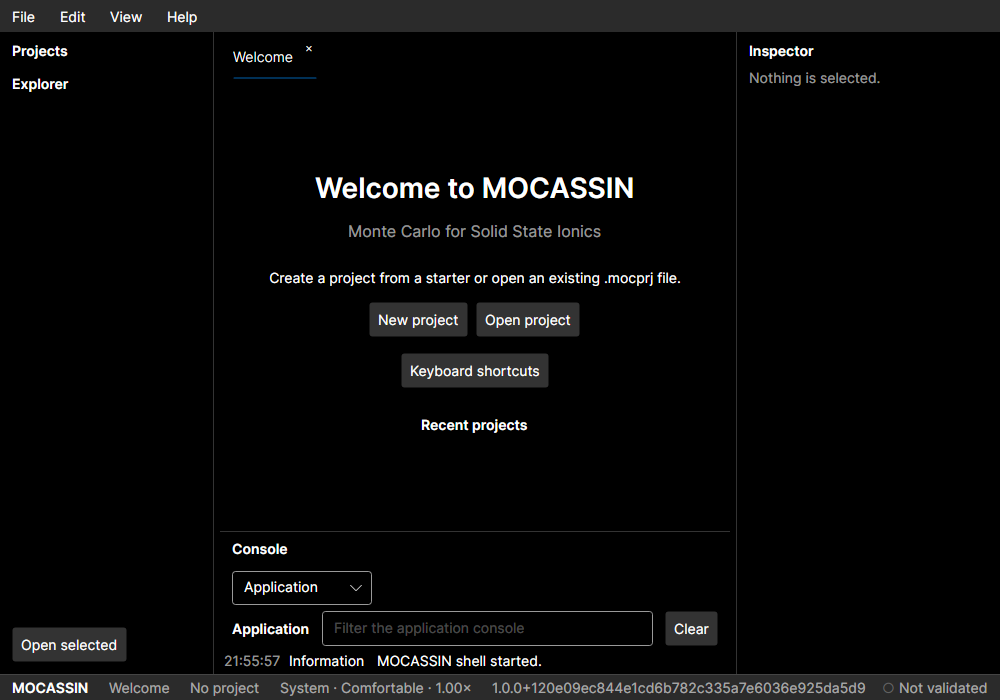 File Edit View Help
Projects
Explorer
Welcome ×
Welcome to MOCASSIN
Monte Carlo for Solid State Ionics
Create a project from a starter or open an existing .mocprj file.
New project Open project
Keyboard shortcuts
Recent projects
Inspector
Nothing is selected.
Console
Application
Application Filter the application console Clear
21:55:57 Information MOCASSIN shell started.
Open selected
MOCASSIN Welcome No project System · Comfortable · 1.00× 1.0.0+120e09ec844e1cd6b782c335a7e6036e925da5d9 Not validated